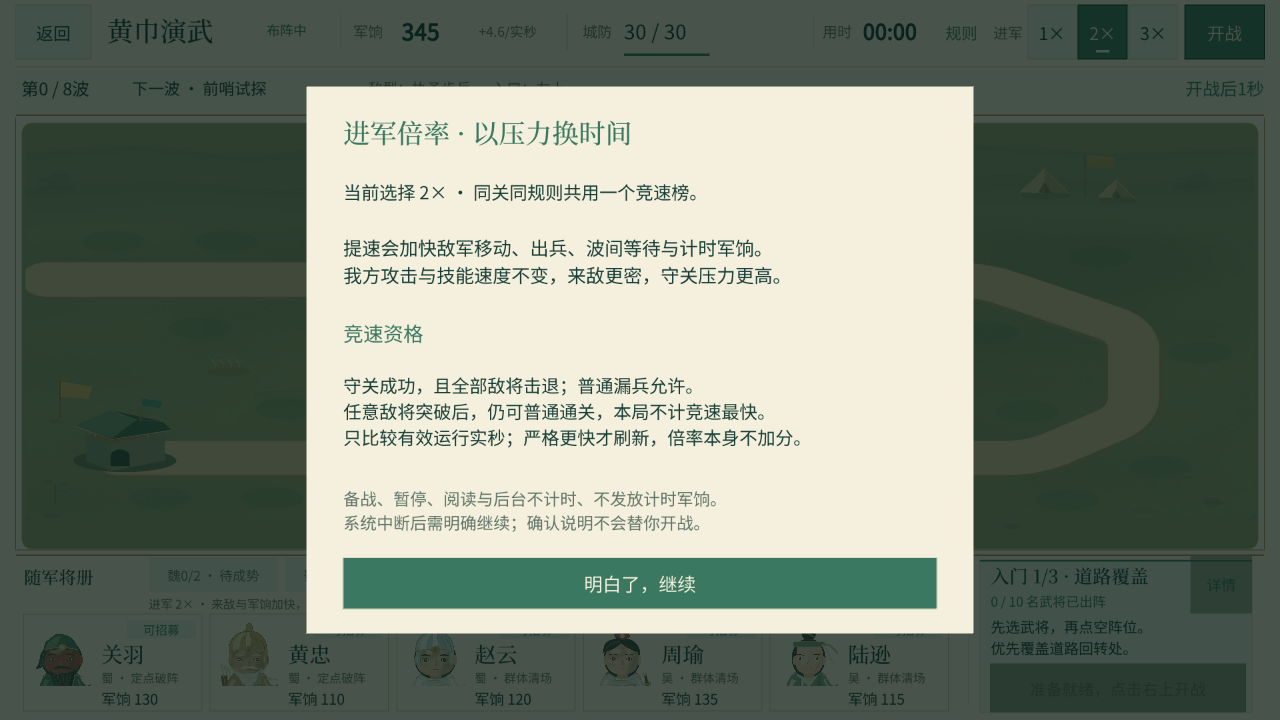 返回
黄巾演武
布阵中
军饷 345 +4.6/实秒
城防 30 / 30
用时 00:00
规则
进军 1× 2× 3×
开战
第0 / 8波
下一波 · 前哨试探
开战后1秒
进军倍率 · 以压力换时间
当前选择 2× · 同关同规则共用一个竞速榜。
提速会加快敌军移动、出兵、波间等待与计时军饷。
我方攻击与技能速度不变，来敌更密，守关压力更高。
竞速资格
守关成功，且全部敌将击退；普通漏兵允许。
任意敌将突破后，仍可普通通关，本局不计竞速最快。
只比较有效运行实秒；严格更快才刷新，倍率本身不加分。
备战、暂停、阅读与后台不计时、不发放计时军饷。
系统中断后需明确继续；确认说明不会替你开战。
明白了，继续
随军将册
魏0/2 · 待成势
进军 2× · 来敌与军饷加快，
可招募
关羽
蜀 · 定点破阵
军饷 130
黄忠
蜀 · 定点破阵
军饷 110
赵云
蜀 · 群体清场
军饷 120
周瑜
吴 · 群体清场
军饷 135
陆逊
吴 · 群体清场
军饷 115
入门 1/3 · 道路覆盖
详情
0 / 10 名武将已出阵
先选武将，再点空阵位。
优先覆盖道路回转处。
准备就绪，点击右上开战